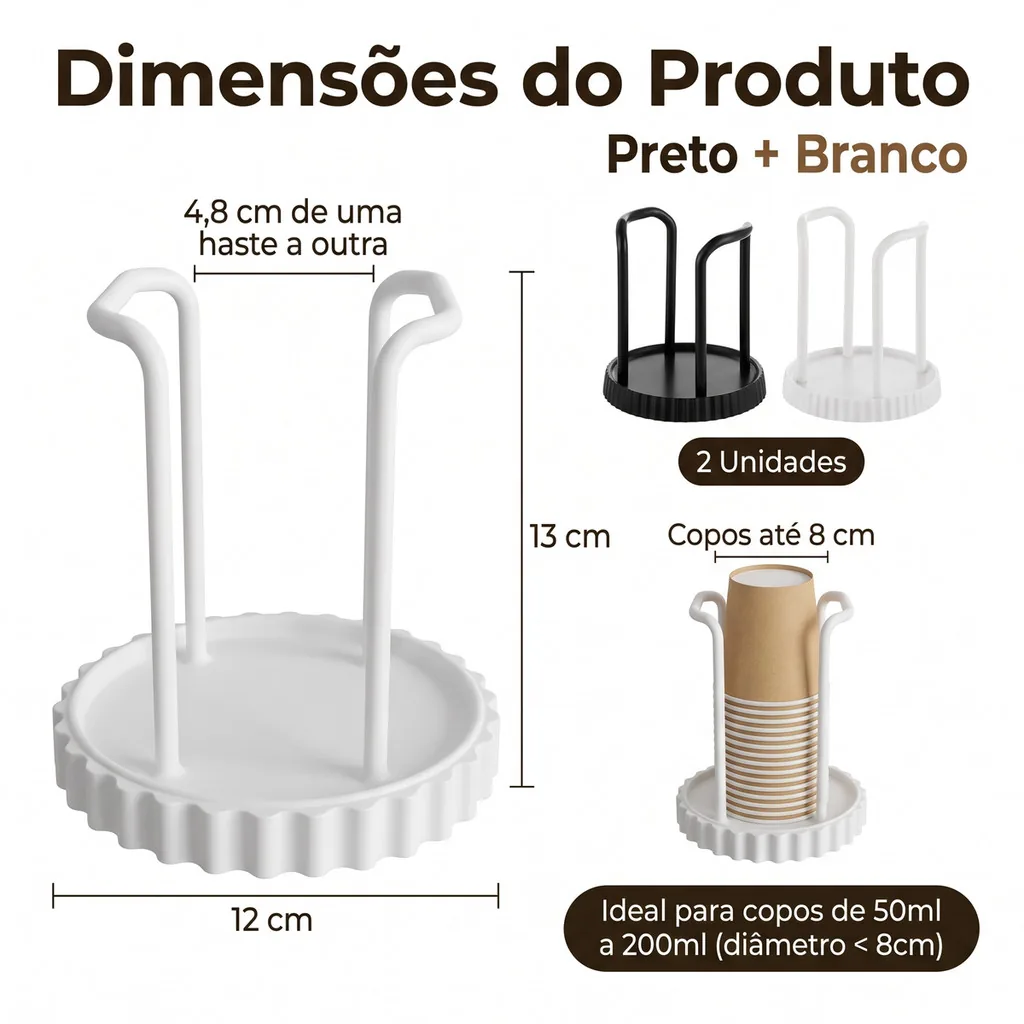 Dimensões do Produto
Preto + Branco
4,8 cm de uma
haste a outra
2 Unidades
13 cm
Copos até 8 cm
12 cm
Ideal para copos de 50ml
a 200ml (diâmetro < 8cm)